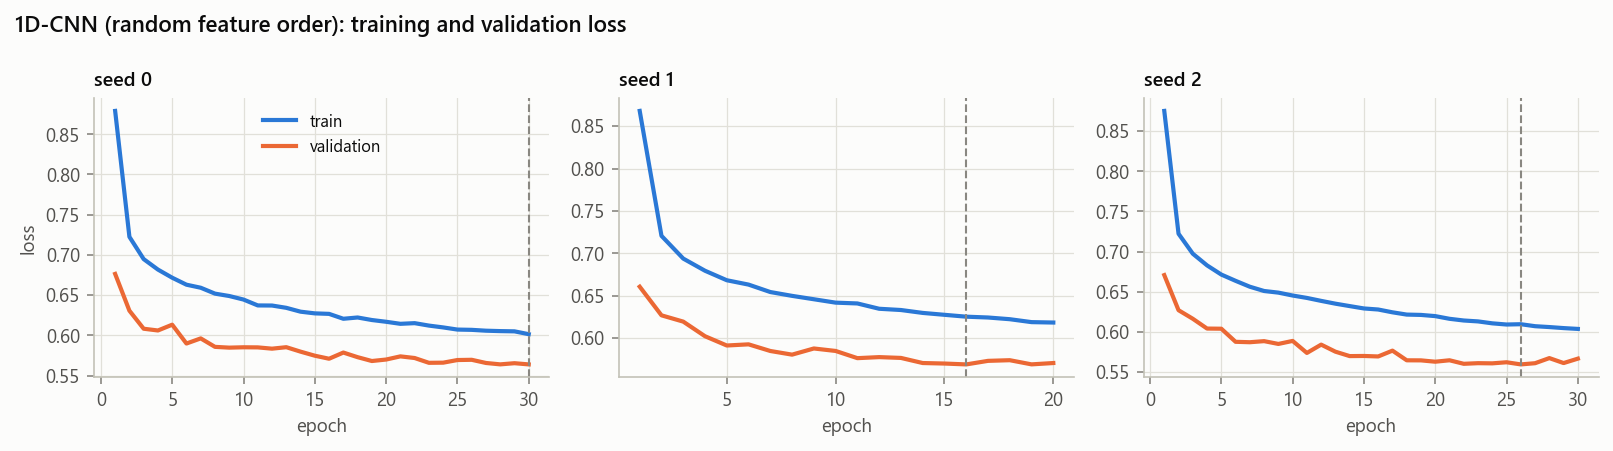 1D-CNN (random feature order): training and validation loss
seed 0
0.85
0.80
0.75
0.70
0.65
0.60
0.55
loss
train
validation
0 5 10 15 20 25 30
epoch
seed 1
0.85
0.80
0.75
0.70
0.65
0.60
5 10 15 20
epoch
seed 2
0.85
0.80
0.75
0.70
0.65
0.60
0.55
0 5 10 15 20 25 30
epoch